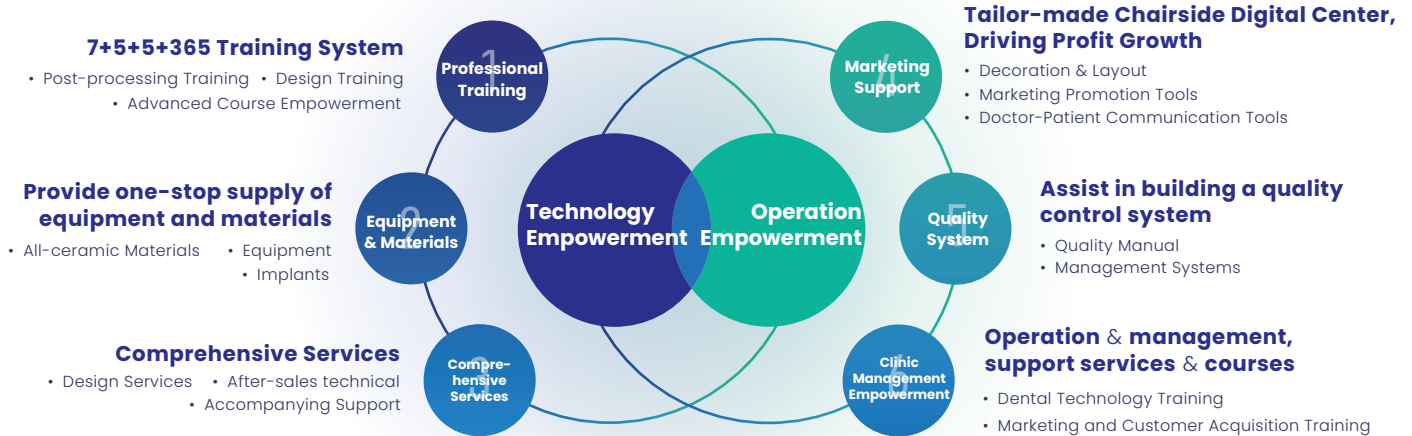 7+5+5+365 Training System
• Post-processing Training • Design Training
• Advanced Course Empowerment
1
Professional
Training
Provide one-stop supply of
equipment and materials
• All-ceramic Materials • Equipment
• Implants
2
Equipment
& Materials
Comprehensive Services
• Design Services • After-sales technical
• Accompanying Support
3
Compre-
hensive
Services
Technology
Empowerment
Operation
Empowerment
4
Marketing
Support
Tailor-made Chairside Digital Center,
Driving Profit Growth
• Decoration & Layout
• Marketing Promotion Tools
• Doctor-Patient Communication Tools
5
Quality
System
Assist in building a quality
control system
• Quality Manual
• Management Systems
6
Clinic
Management
Empowerment
Operation & management,
support services & courses
• Dental Technology Training
• Marketing and Customer Acquisition Training